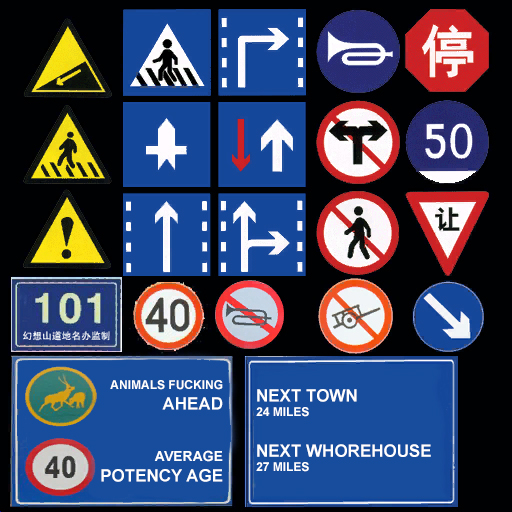 停
50
让
101
幻想山道地名办监制
40
ANIMALS FUCKING
AHEAD
40
AVERAGE
POTENCY AGE
NEXT TOWN
24 MILES
NEXT WHOREHOUSE
27 MILES